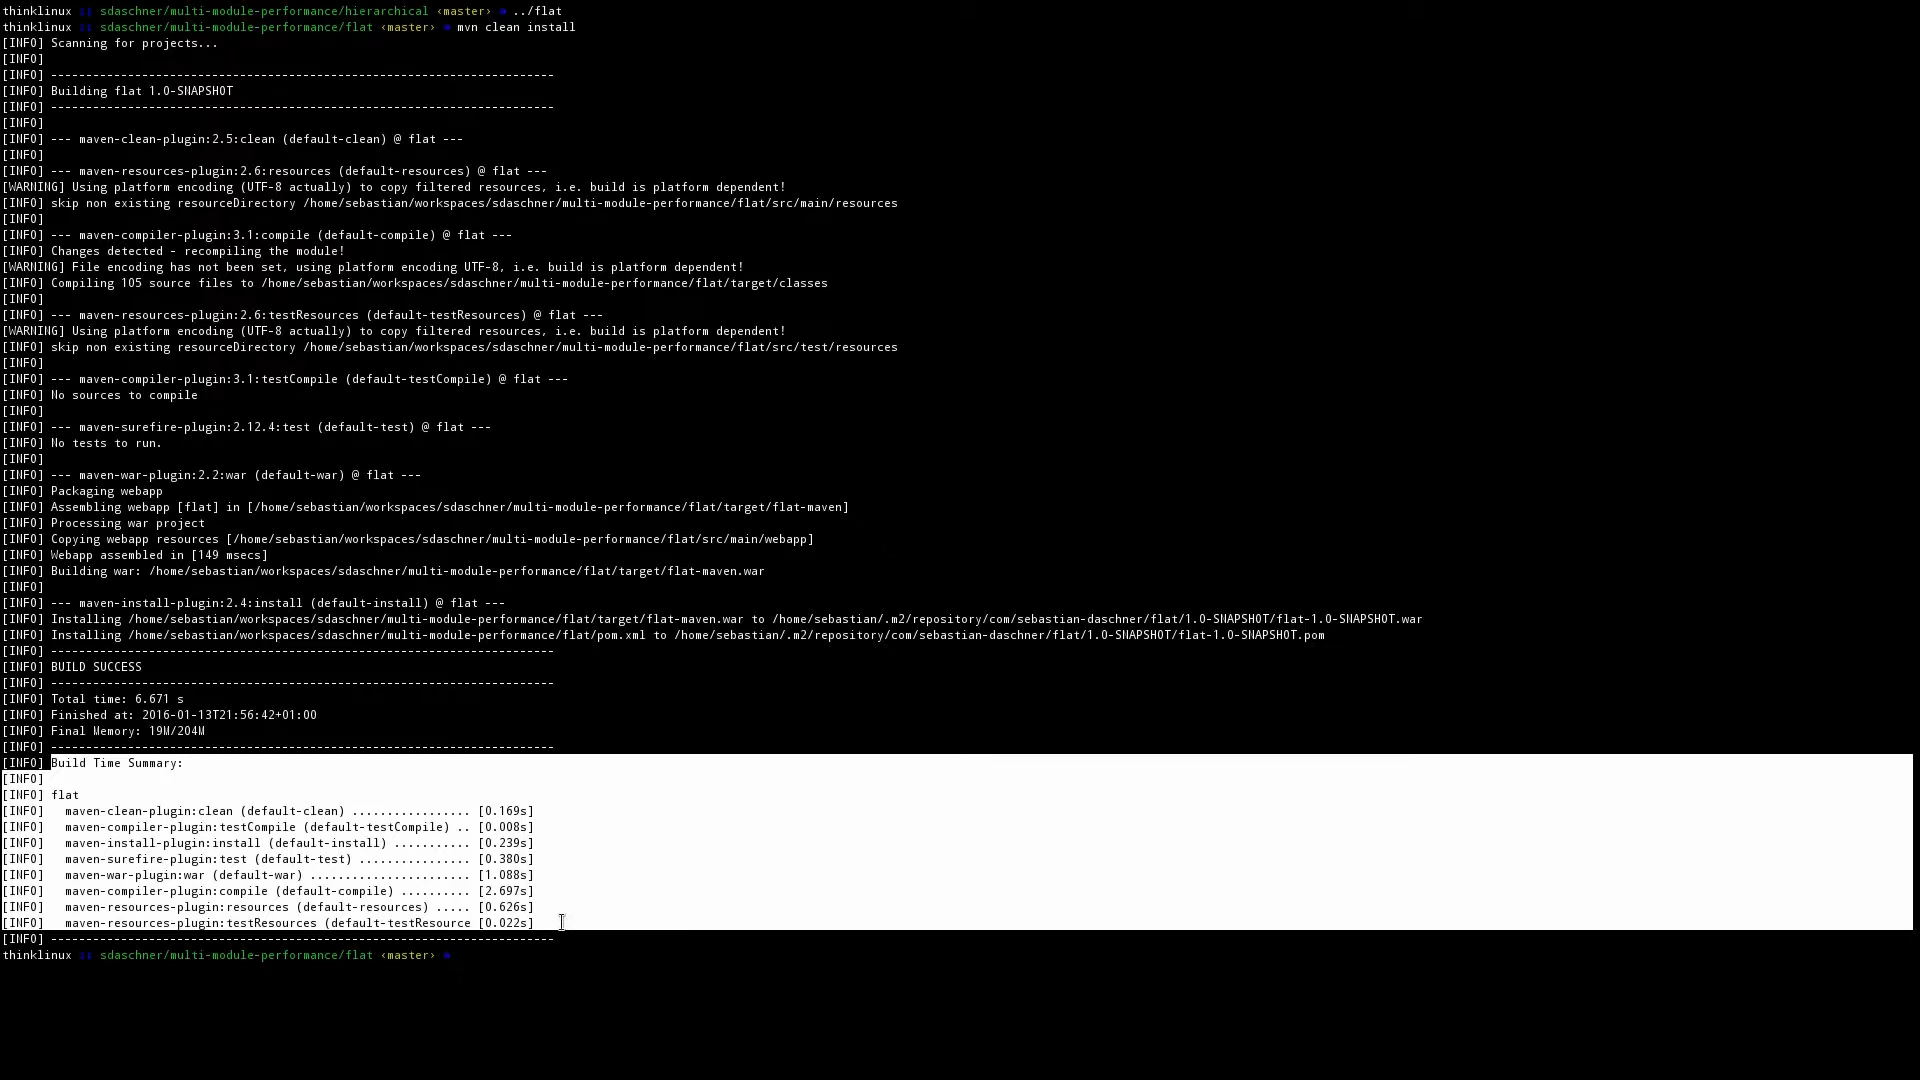 thinklinux :: sdaschner/multi-module-performance/hierarchical ‹master› » ../flat
thinklinux :: sdaschner/multi-module-performance/flat ‹master› » mvn clean install
[INFO] Scanning for projects...
[INFO]
[INFO] ------------------------------------------------------------------------
[INFO] Building flat 1.0-SNAPSHOT
[INFO] ------------------------------------------------------------------------
[INFO]
[INFO] --- maven-clean-plugin:2.5:clean (default-clean) @ flat ---
[INFO]
[INFO] --- maven-resources-plugin:2.6:resources (default-resources) @ flat ---
[WARNING] Using platform encoding (UTF-8 actually) to copy filtered resources, i.e. build is platform dependent!
[INFO] skip non existing resourceDirectory /home/sebastian/workspaces/sdaschner/multi-module-performance/flat/src/main/resources
[INFO]
[INFO] --- maven-compiler-plugin:3.1:compile (default-compile) @ flat ---
[INFO] Changes detected - recompiling the module!
[WARNING] File encoding has not been set, using platform encoding UTF-8, i.e. build is platform dependent!
[INFO] Compiling 105 source files to /home/sebastian/workspaces/sdaschner/multi-module-performance/flat/target/classes
[INFO]
[INFO] --- maven-resources-plugin:2.6:testResources (default-testResources) @ flat ---
[WARNING] Using platform encoding (UTF-8 actually) to copy filtered resources, i.e. build is platform dependent!
[INFO] skip non existing resourceDirectory /home/sebastian/workspaces/sdaschner/multi-module-performance/flat/src/test/resources
[INFO]
[INFO] --- maven-compiler-plugin:3.1:testCompile (default-testCompile) @ flat ---
[INFO] No sources to compile
[INFO]
[INFO] --- maven-surefire-plugin:2.12.4:test (default-test) @ flat ---
[INFO] No tests to run.
[INFO]
[INFO] --- maven-war-plugin:2.2:war (default-war) @ flat ---
[INFO] Packaging webapp
[INFO] Assembling webapp [flat] in [/home/sebastian/workspaces/sdaschner/multi-module-performance/flat/target/flat-maven]
[INFO] Processing war project
[INFO] Copying webapp resources [/home/sebastian/workspaces/sdaschner/multi-module-performance/flat/src/main/webapp]
[INFO] Webapp assembled in [149 msecs]
[INFO] Building war: /home/sebastian/workspaces/sdaschner/multi-module-performance/flat/target/flat-maven.war
[INFO]
[INFO] --- maven-install-plugin:2.4:install (default-install) @ flat ---
[INFO] Installing /home/sebastian/workspaces/sdaschner/multi-module-performance/flat/target/flat-maven.war to /home/sebastian/.m2/repository/com/sebastian-daschner/flat/1.0-SNAPSHOT/flat-1.0-SNAPSHOT.war
[INFO] Installing /home/sebastian/workspaces/sdaschner/multi-module-performance/flat/pom.xml to /home/sebastian/.m2/repository/com/sebastian-daschner/flat/1.0-SNAPSHOT/flat-1.0-SNAPSHOT.pom
[INFO] ------------------------------------------------------------------------
[INFO] BUILD SUCCESS
[INFO] ------------------------------------------------------------------------
[INFO] Total time: 6.671 s
[INFO] Finished at: 2016-01-13T21:56:42+01:00
[INFO] Final Memory: 19M/204M
[INFO] ------------------------------------------------------------------------
[INFO] Build Time Summary:
[INFO]
[INFO] flat
[INFO]   maven-clean-plugin:clean (default-clean) ................. [0.169s]
[INFO]   maven-compiler-plugin:testCompile (default-testCompile) .. [0.008s]
[INFO]   maven-install-plugin:install (default-install) ........... [0.239s]
[INFO]   maven-surefire-plugin:test (default-test) ................ [0.380s]
[INFO]   maven-war-plugin:war (default-war) ....................... [1.088s]
[INFO]   maven-compiler-plugin:compile (default-compile) .......... [2.697s]
[INFO]   maven-resources-plugin:resources (default-resources) ..... [0.626s]
[INFO]   maven-resources-plugin:testResources (default-testResource [0.022s]
[INFO] ------------------------------------------------------------------------
thinklinux :: sdaschner/multi-module-performance/flat ‹master› »